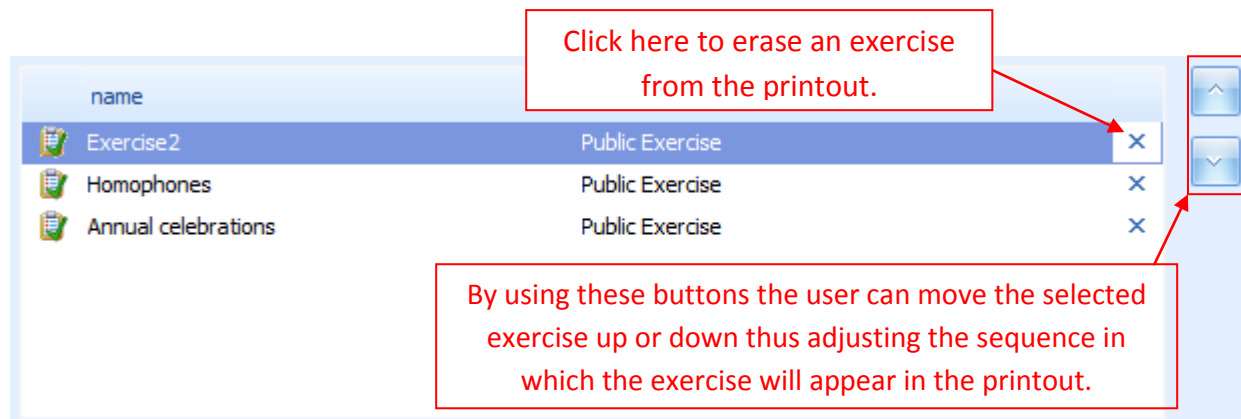 Click here to erase an exercise
from the printout.
name
Exercise2 Public Exercise
Homophones Public Exercise
Annual celebrations Public Exercise
By using these buttons the user can move the selected
exercise up or down thus adjusting the sequence in
which the exercise will appear in the printout.